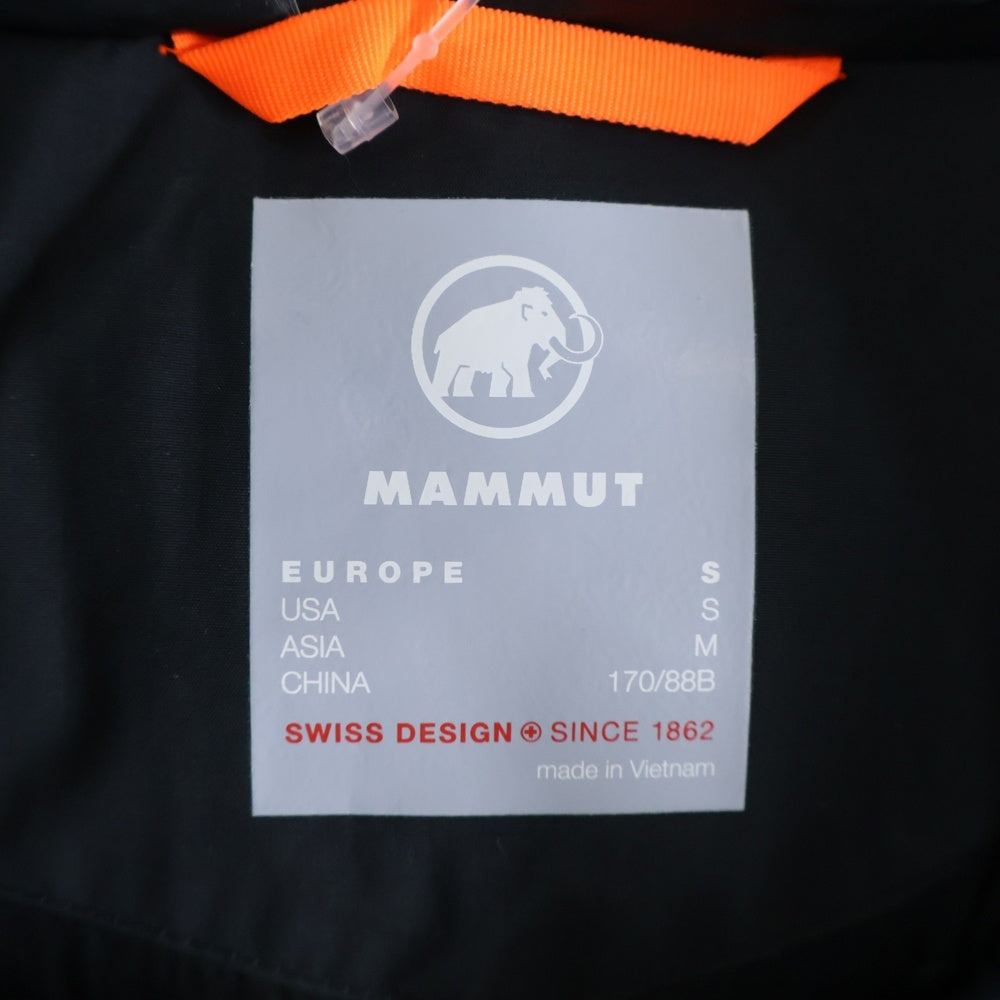 MAMMUT
EUROPE S
USA S
ASIA M
CHINA 170/88B
SWISS DESIGN SINCE 1862
made in Vietnam